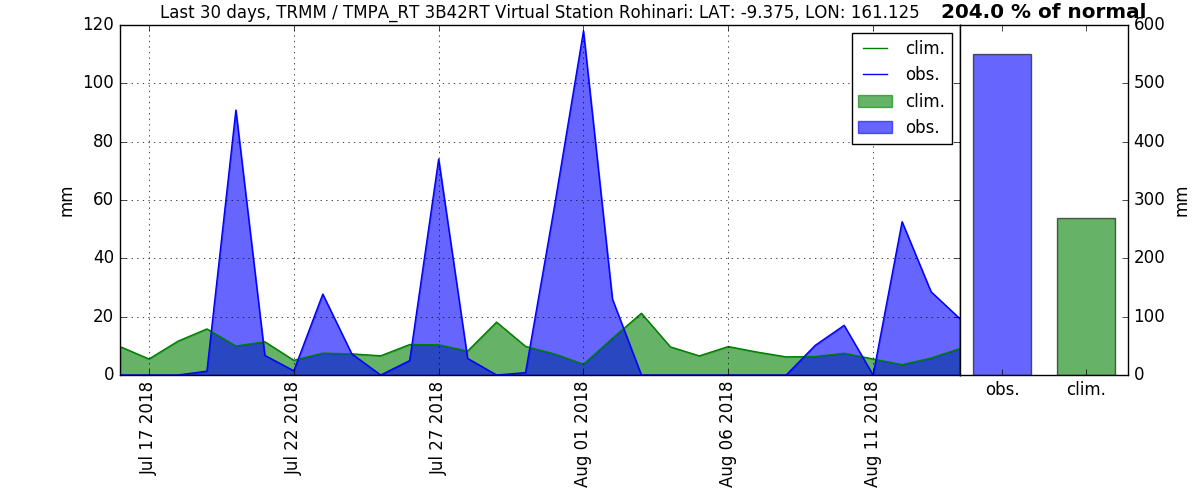 Last 30 days, TRMM / TMPA_RT 3B42RT Virtual Station Rohinari: LAT: -9.375, LON: 161.125
204.0 % of normal
120
100
80
60
40
20
0
mm
clim.
obs.
clim.
obs.
600
500
400
300
200
100
0
mm
Jul 17 2018
Jul 22 2018
Jul 27 2018
Aug 01 2018
Aug 06 2018
Aug 11 2018
obs.
clim.